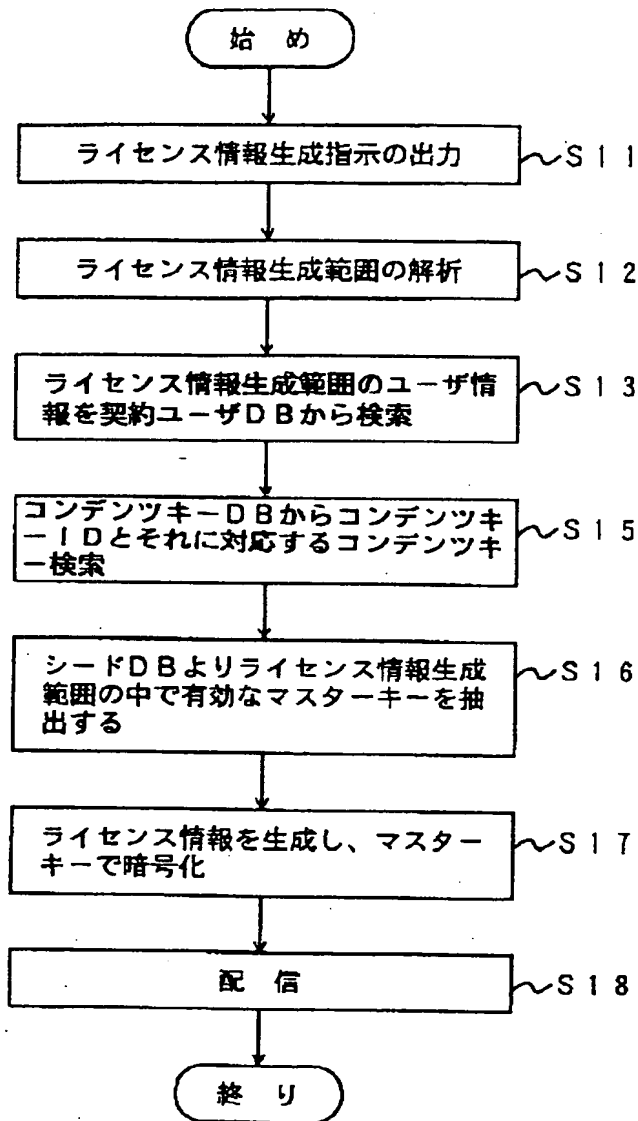 始 め
ライセンス情報生成指示の出力
S11
ライセンス情報生成範囲の解析
S12
ライセンス情報生成範囲のユーザ情
報を契約ユーザDBから検索
S13
コンデンツキーDBからコンデンツキ
ーIDとそれに対応するコンデンツキ
ー検索
S15
シードDBよりライセンス情報生成
範囲の中で有効なマスターキーを抽
出する
S16
ライセンス情報を生成し、マスター
キーで暗号化
S17
配 信
S18
終 り